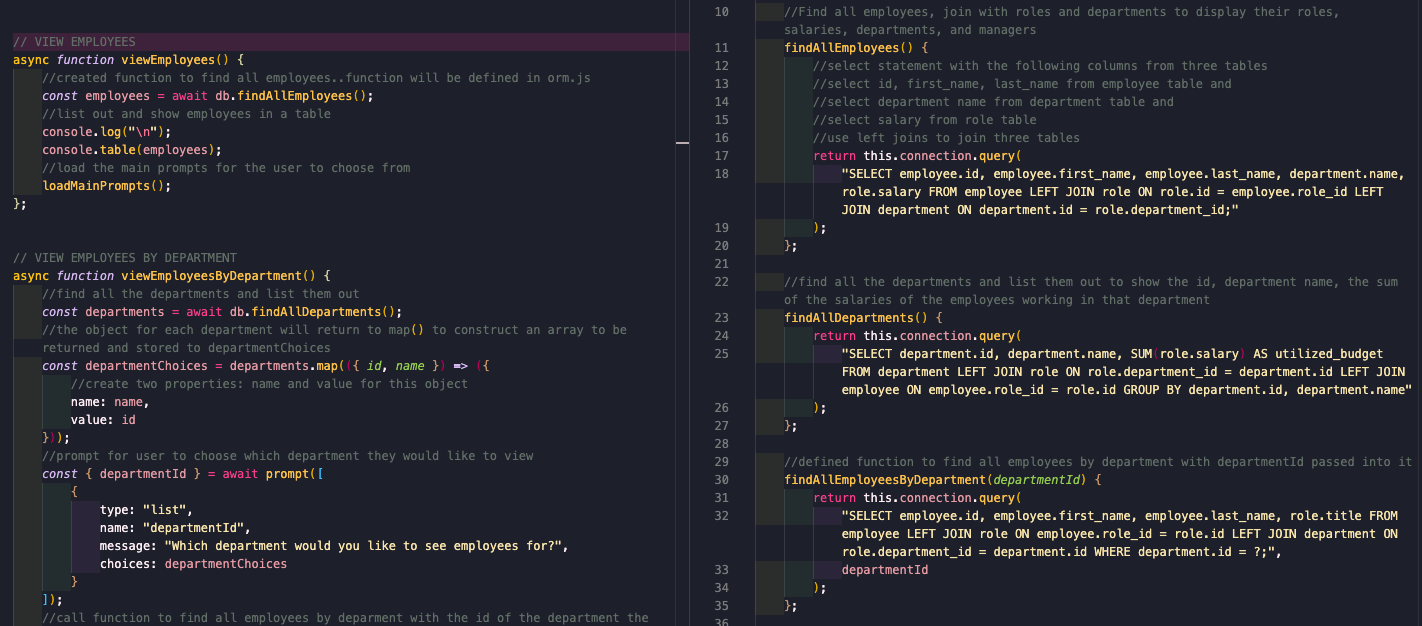 // VIEW EMPLOYEES
async function viewEmployees() {
//created function to find all employees..function will be defined in orm.js
const employees = await db.findAllEmployees();
//list out and show employees in a table
console.log("\n");
console.table(employees);
//load the main prompts for the user to choose from
loadMainPrompts();
};
// VIEW EMPLOYEES BY DEPARTMENT
async function viewEmployeesByDepartment() {
//find all the departments and list them out
const departments = await db.findAllDepartments();
//the object for each department will return to map() to construct an array to be
returned and stored to departmentChoices
const departmentChoices = departments.map(({ id, name }) => ({
//create two properties: name and value for this object
name: name,
value: id
}));
//prompt for user to choose which department they would like to view
const { departmentId } = await prompt([
{
type: "list",
name: "departmentId",
message: "Which department would you like to see employees for?",
choices: departmentChoices
}
]);
//call function to find all employees by deparment with the id of the department the
10 //Find all employees, join with roles and departments to display their roles,
salaries, departments, and managers
11 findAllEmployees() {
12 //select statement with the following columns from three tables
13 //select id, first_name, last_name from employee table and
14 //select department name from department table and
15 //select salary from role table
16 //use left joins to join three tables
17 return this.connection.query(
18 "SELECT employee.id, employee.first_name, employee.last_name, department.name,
role.salary FROM employee LEFT JOIN role ON role.id = employee.role_id LEFT
JOIN department ON department.id = role.department_id;"
19 );
20 };
21
22 //find all the departments and list them out to show the id, department name, the sum
of the salaries of the employees working in that department
23 findAllDepartments() {
24 return this.connection.query(
25 "SELECT department.id, department.name, SUM(role.salary) AS utilized_budget
FROM department LEFT JOIN role ON role.department_id = department.id LEFT JOIN
employee ON employee.role_id = role.id GROUP BY department.id, department.name"
26 );
27 };
28
29 //defined function to find all employees by department with departmentId passed into it
30 findAllEmployeesByDepartment(departmentId) {
31 return this.connection.query(
32 "SELECT employee.id, employee.first_name, employee.last_name, role.title FROM
employee LEFT JOIN role ON employee.role_id = role.id LEFT JOIN department ON
role.department_id = department.id WHERE department.id = ?;",
33 departmentId
34 );
35 };
36